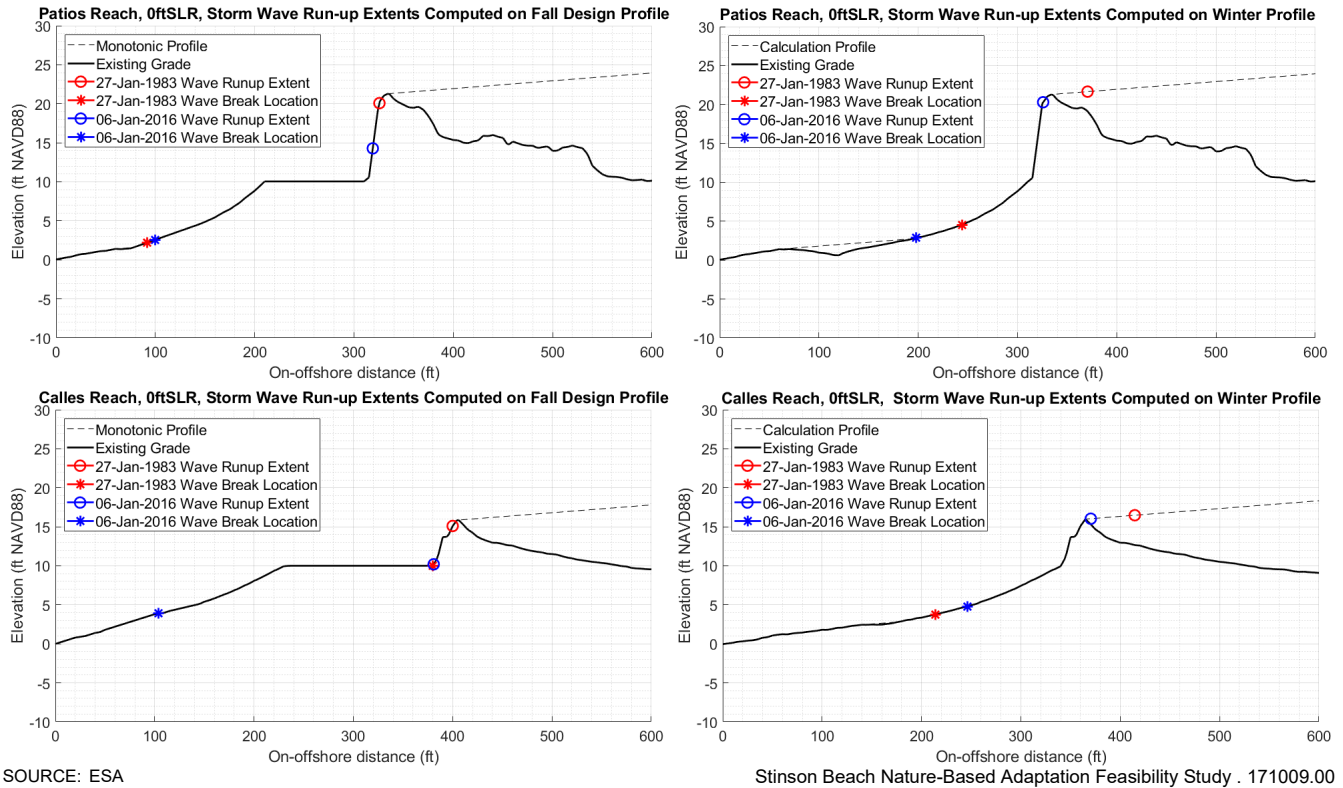 Patios Reach, 0ftSLR, Storm Wave Run-up Extents Computed on Fall Design Profile
30
25
20
15
10
5
0
-5
-10
Elevation (ft NAVD88)
Monotonic Profile
Existing Grade
27-Jan-1983 Wave Runup Extent
27-Jan-1983 Wave Break Location
06-Jan-2016 Wave Runup Extent
06-Jan-2016 Wave Break Location
0 100 200 300 400 500 600
On-offshore distance (ft)
Patios Reach, 0ftSLR, Storm Wave Run-up Extents Computed on Winter Profile
30
25
20
15
10
5
0
-5
-10
Elevation (ft NAVD88)
Calculation Profile
Existing Grade
27-Jan-1983 Wave Runup Extent
27-Jan-1983 Wave Break Location
06-Jan-2016 Wave Runup Extent
06-Jan-2016 Wave Break Location
0 100 200 300 400 500 600
On-offshore distance (ft)
Calles Reach, 0ftSLR, Storm Wave Run-up Extents Computed on Fall Design Profile
30
25
20
15
10
5
0
-5
-10
Elevation (ft NAVD88)
Monotonic Profile
Existing Grade
27-Jan-1983 Wave Runup Extent
27-Jan-1983 Wave Break Location
06-Jan-2016 Wave Runup Extent
06-Jan-2016 Wave Break Location
0 100 200 300 400 500 600
On-offshore distance (ft)
Calles Reach, 0ftSLR, Storm Wave Run-up Extents Computed on Winter Profile
30
25
20
15
10
5
0
-5
-10
Elevation (ft NAVD88)
Calculation Profile
Existing Grade
27-Jan-1983 Wave Runup Extent
27-Jan-1983 Wave Break Location
06-Jan-2016 Wave Runup Extent
06-Jan-2016 Wave Break Location
0 100 200 300 400 500 600
On-offshore distance (ft)
SOURCE: ESA
Stinson Beach Nature-Based Adaptation Feasibility Study . 171009.00